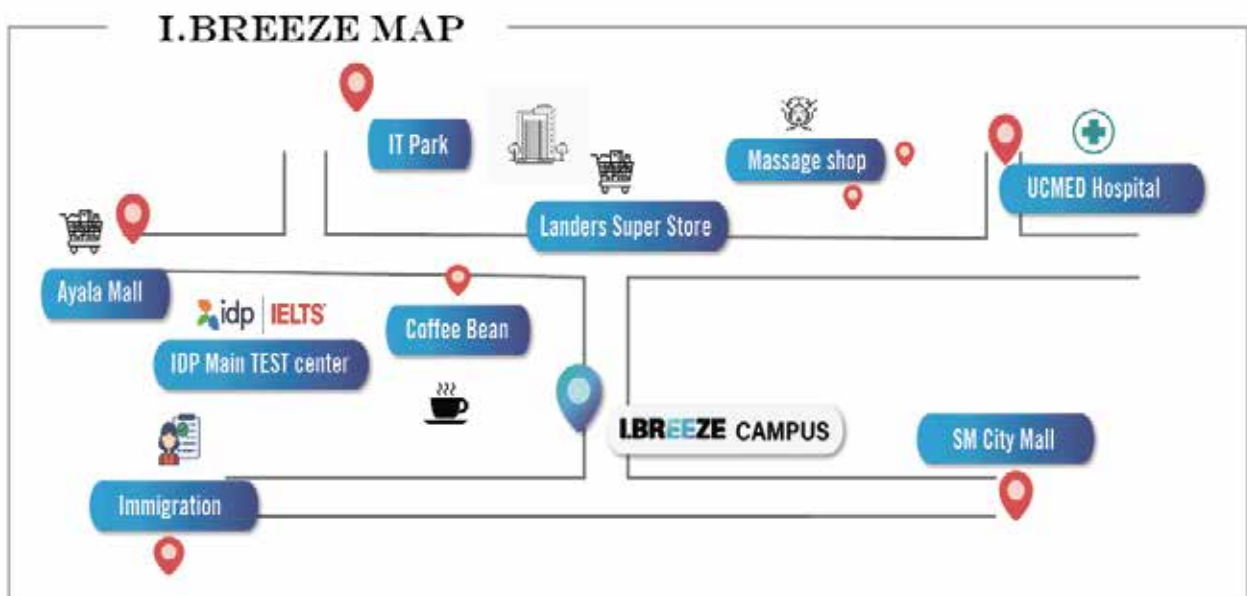 I.BREEZE MAP
IT Park
Massage shop
UCMED Hospital
Landers Super Store
Ayala Mall
idp IELTS
Coffee Bean
IDP Main TEST center
I.BREEZE CAMPUS
SM City Mall
Immigration